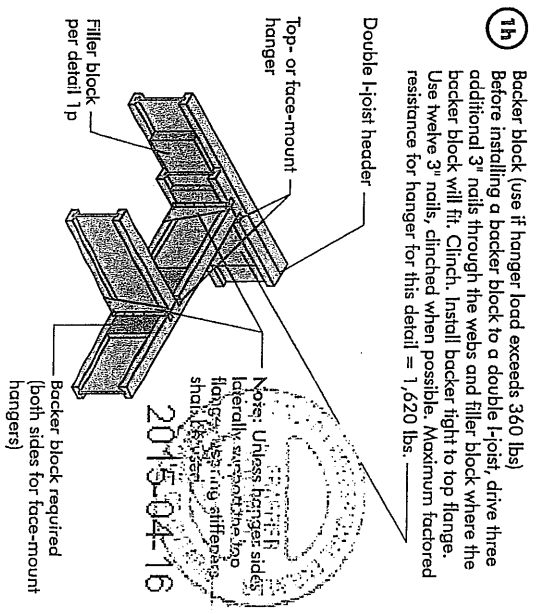 1h
Backer block (use if hanger load exceeds 360 lbs)
Before installing a backer block to a double I-joist, drive three
additional 3" nails through the webs and filler block where the
backer block will fit. Clinch. Install backer tight to top flange.
Use twelve 3" nails, clinched when possible. Maximum factored
resistance for hanger for this detail = 1,620 lbs.
Double I-joist header
Top- or face-mount
hanger
Filler block
per detail 1p
Note: Unless hanger sides
laterally support the top
flange, bearing stiffeners
shall be used.
2015-04-16
Backer block required
(both sides for face-mount
hangers)